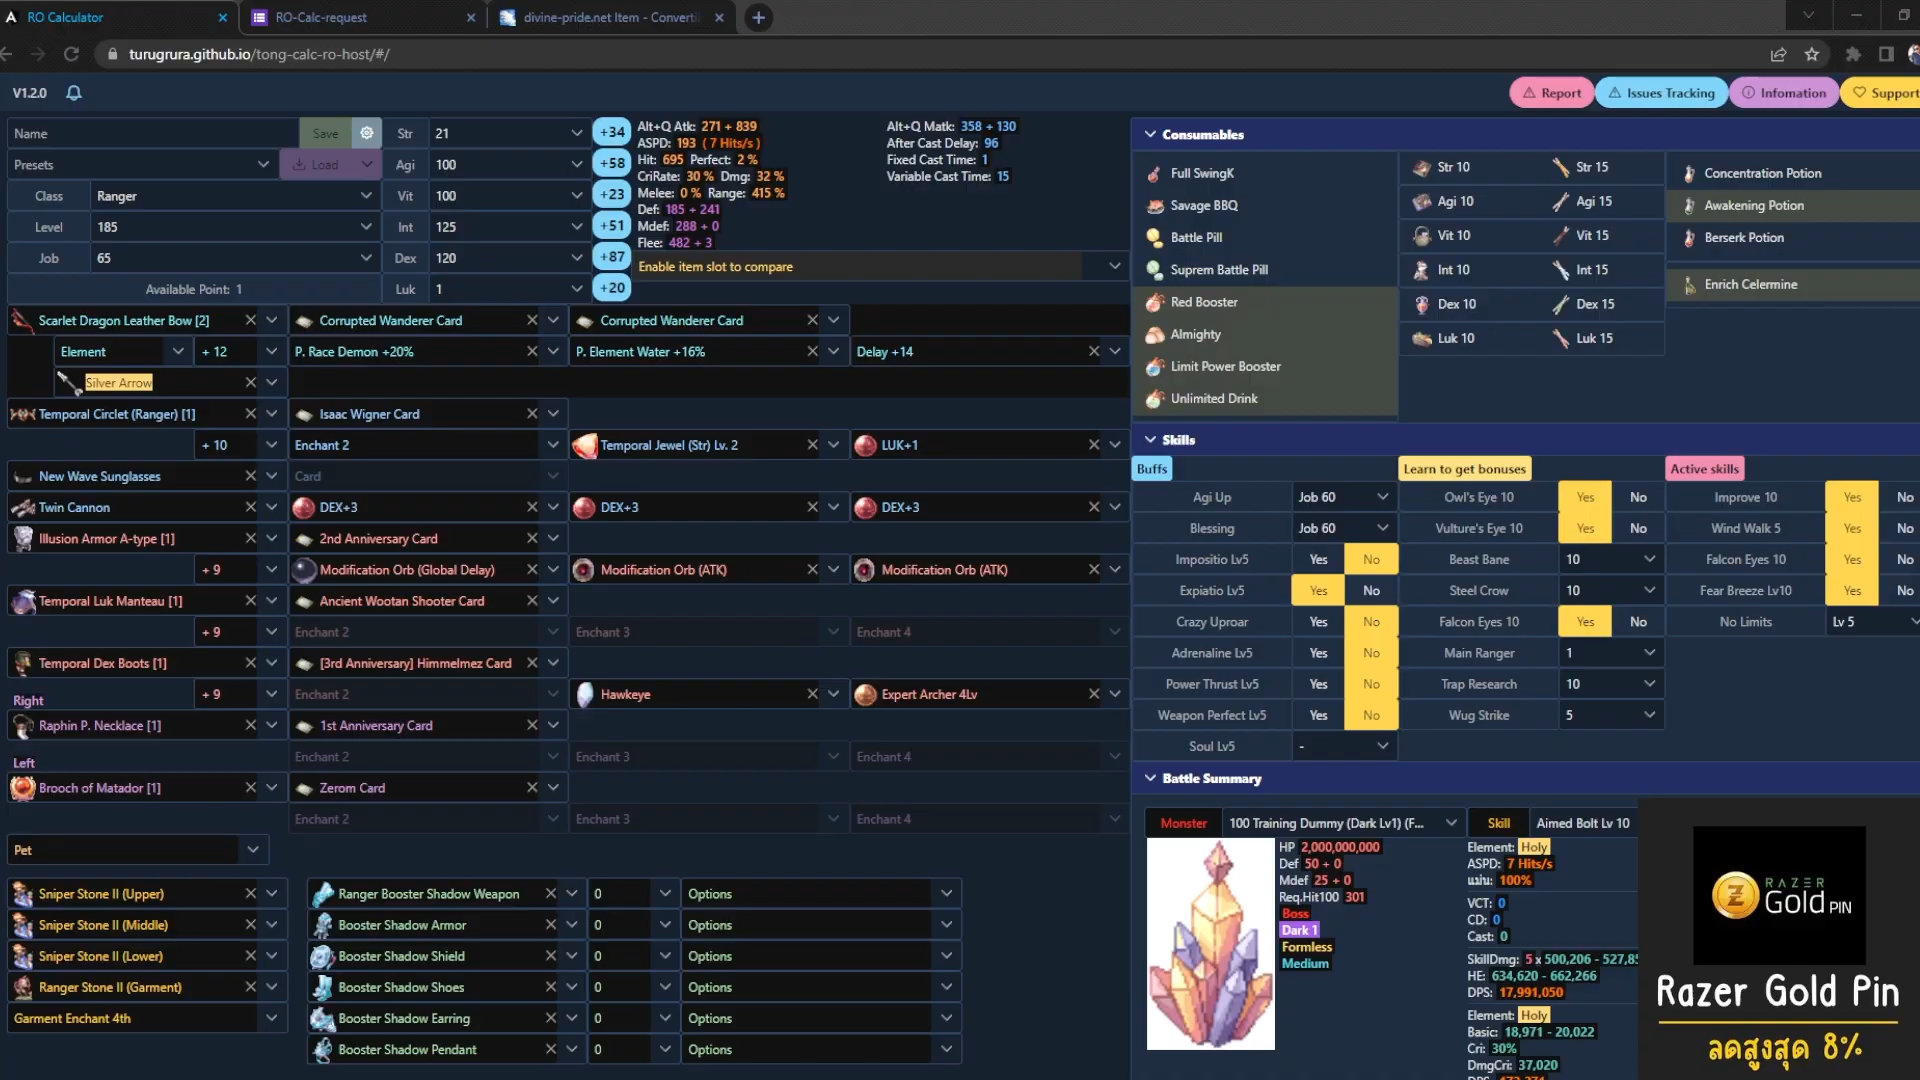 RO Calculator
RO-Calc-request
divine-pride.net Item - Converti
turugrura.github.io/tong-calc-ro-host/#/
V1.2.0
Report
Issues Tracking
Infomation
Support
Name
Save
Presets
Load
Class Ranger
Level 185
Job 65
Available Point: 1
Str 21 +34
Agi 100 +58
Vit 100 +23
Int 125 +51
Dex 120 +87
Luk 1 +20
Alt+Q Atk: 271 + 839
ASPD: 193 ( 7 Hits/s )
Hit: 695 Perfect: 2 %
CriRate: 30 % Dmg: 32 %
Melee: 0 % Range: 415 %
Def: 185 + 241
Mdef: 288 + 0
Flee: 482 + 3
Alt+Q Matk: 358 + 130
After Cast Delay: 96
Fixed Cast Time: 1
Variable Cast Time: 15
Enable item slot to compare
Scarlet Dragon Leather Bow [2] Corrupted Wanderer Card Corrupted Wanderer Card
Element + 12 P. Race Demon +20% P. Element Water +16% Delay +14
Silver Arrow
Temporal Circlet (Ranger) [1] Isaac Wigner Card
+ 10 Enchant 2 Temporal Jewel (Str) Lv. 2 LUK+1
New Wave Sunglasses Card
Twin Cannon DEX+3 DEX+3 DEX+3
Illusion Armor A-type [1] 2nd Anniversary Card
+ 9 Modification Orb (Global Delay) Modification Orb (ATK) Modification Orb (ATK)
Temporal Luk Manteau [1] Ancient Wootan Shooter Card
+ 9 Enchant 2 Enchant 3 Enchant 4
Temporal Dex Boots [1] [3rd Anniversary] Himmelmez Card
+ 9 Enchant 2 Hawkeye Expert Archer 4Lv
Right
Raphin P. Necklace [1] 1st Anniversary Card
Enchant 2 Enchant 3 Enchant 4
Left
Brooch of Matador [1] Zerom Card
Enchant 2 Enchant 3 Enchant 4
Pet
Sniper Stone II (Upper)
Sniper Stone II (Middle)
Sniper Stone II (Lower)
Ranger Stone II (Garment)
Garment Enchant 4th
Ranger Booster Shadow Weapon 0 Options
Booster Shadow Armor 0 Options
Booster Shadow Shield 0 Options
Booster Shadow Shoes 0 Options
Booster Shadow Earring 0 Options
Booster Shadow Pendant 0 Options
Consumables
Full SwingK
Savage BBQ
Battle Pill
Suprem Battle Pill
Red Booster
Almighty
Limit Power Booster
Unlimited Drink
Str 10 Str 15
Agi 10 Agi 15
Vit 10 Vit 15
Int 10 Int 15
Dex 10 Dex 15
Luk 10 Luk 15
Concentration Potion
Awakening Potion
Berserk Potion
Enrich Celermine
Skills
Buffs
Agi Up Job 60
Blessing Job 60
Impositio Lv5 Yes No
Expiatio Lv5 Yes No
Crazy Uproar Yes No
Adrenaline Lv5 Yes No
Power Thrust Lv5 Yes No
Weapon Perfect Lv5 Yes No
Soul Lv5 -
Learn to get bonuses
Owl's Eye 10 Yes No
Vulture's Eye 10 Yes No
Beast Bane 10
Steel Crow 10
Falcon Eyes 10 Yes No
Main Ranger 1
Trap Research 10
Wug Strike 5
Active skills
Improve 10 Yes No
Wind Walk 5 Yes No
Falcon Eyes 10 Yes No
Fear Breeze Lv10 Yes No
No Limits Lv 5
Battle Summary
Monster 100 Training Dummy (Dark Lv1) (F...
Skill Aimed Bolt Lv 10
HP 2,000,000,000
Def 50 + 0
Mdef 25 + 0
Req.Hit100 301
Boss
Dark 1
Formless
Medium
Element: Holy
ASPD: 7 Hits/s
แม่น: 100%
VCT: 0
CD: 0
Cast: 0
SkillDmg: 5 x 500,206 - 527,85
HE: 634,620 - 662,266
DPS: 17,991,050
Element: Holy
Basic: 18,971 - 20,022
Cri: 30%
DmgCri: 37,020
RAZER
Gold PIN
Razer Gold Pin
ลดสูงสุด 8%